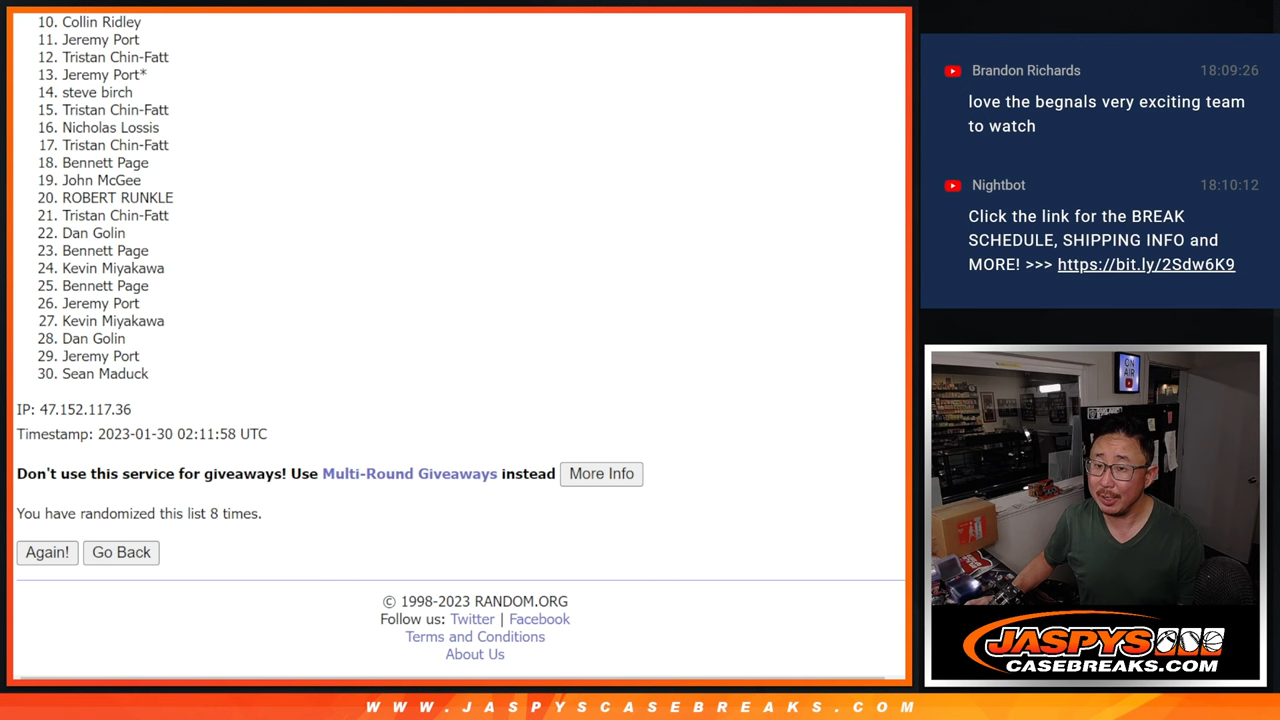 10. Collin Ridley
11. Jeremy Port
12. Tristan Chin-Fatt
13. Jeremy Port*
14. steve birch
15. Tristan Chin-Fatt
16. Nicholas Lossis
17. Tristan Chin-Fatt
18. Bennett Page
19. John McGee
20. ROBERT RUNKLE
21. Tristan Chin-Fatt
22. Dan Golin
23. Bennett Page
24. Kevin Miyakawa
25. Bennett Page
26. Jeremy Port
27. Kevin Miyakawa
28. Dan Golin
29. Jeremy Port
30. Sean Maduck
IP: 47.152.117.36
Timestamp: 2023-01-30 02:11:58 UTC
Don't use this service for giveaways! Use Multi-Round Giveaways instead More Info
You have randomized this list 8 times.
Again! Go Back
© 1998-2023 RANDOM.ORG
Follow us: Twitter | Facebook
Terms and Conditions
About Us
Brandon Richards 18:09:26
love the begnals very exciting team
to watch
Nightbot 18:10:12
Click the link for the BREAK
SCHEDULE, SHIPPING INFO and
MORE! >>> https://bit.ly/2Sdw6K9
ON
AIR
JASPYS
CASEBREAKS.COM
WWW.JASPYSCASEBREAKS.COM